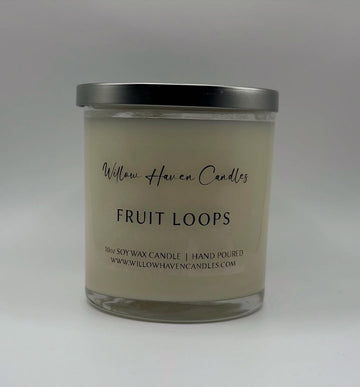 Willow Haven Candles
FRUIT LOOPS
10oz SOY WAX CANDLE | HAND POURED
WWW.WILLOWHAVENCANDLES.COM